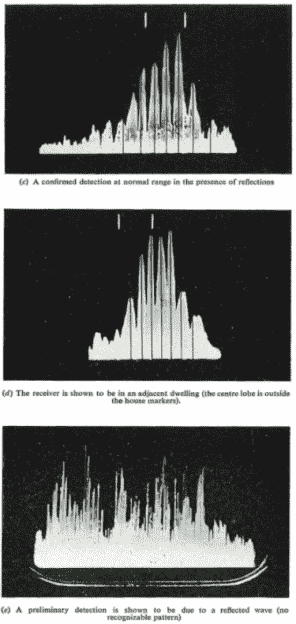 (c) A confirmed detection at normal range in the presence of reflections
(d) The receiver is shown to be in an adjacent dwelling (the centre lobe is outside
the house markers).
(e) A preliminary detection is shown to be due to a reflected wave (no
recognizable pattern)